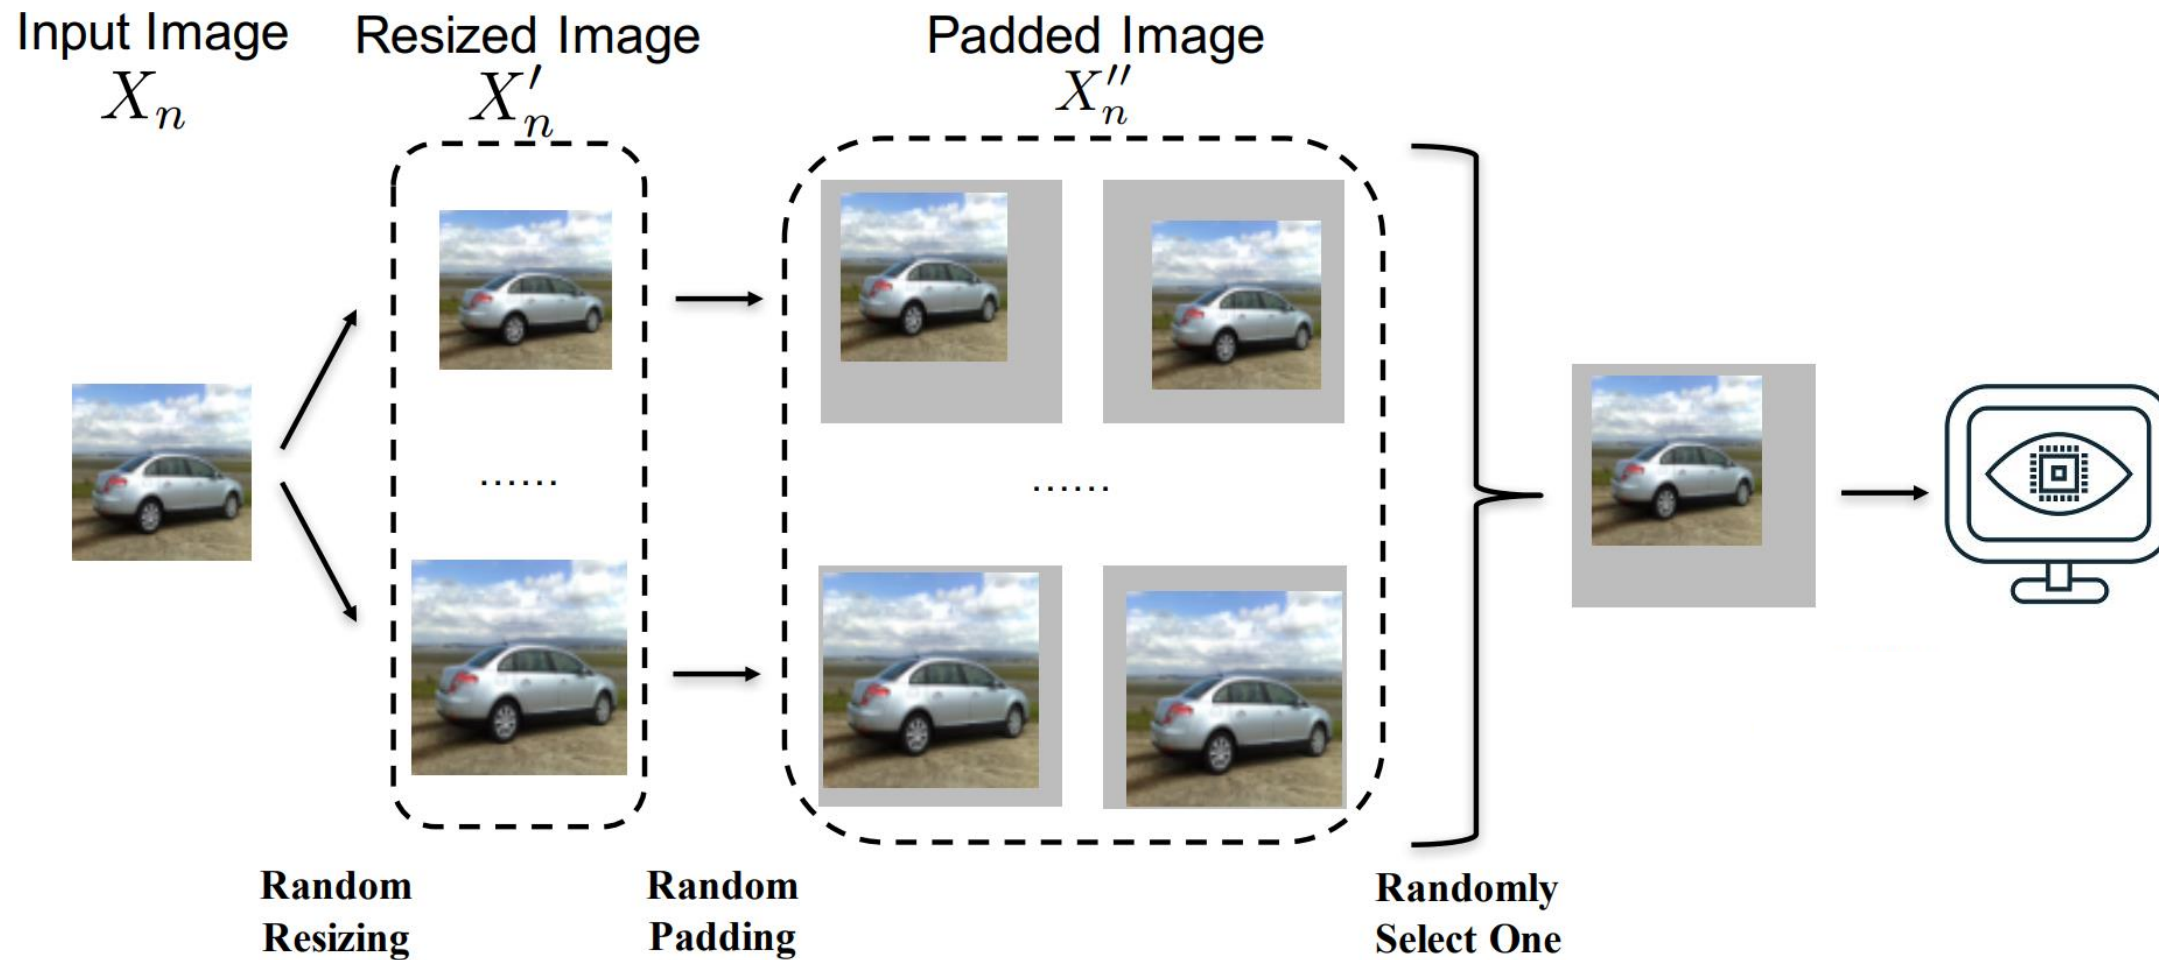 Input Image
Resized Image
Padded Image
X_n
X'_n
X''_n
......
......
Random
Resizing
Random
Padding
Randomly
Select One